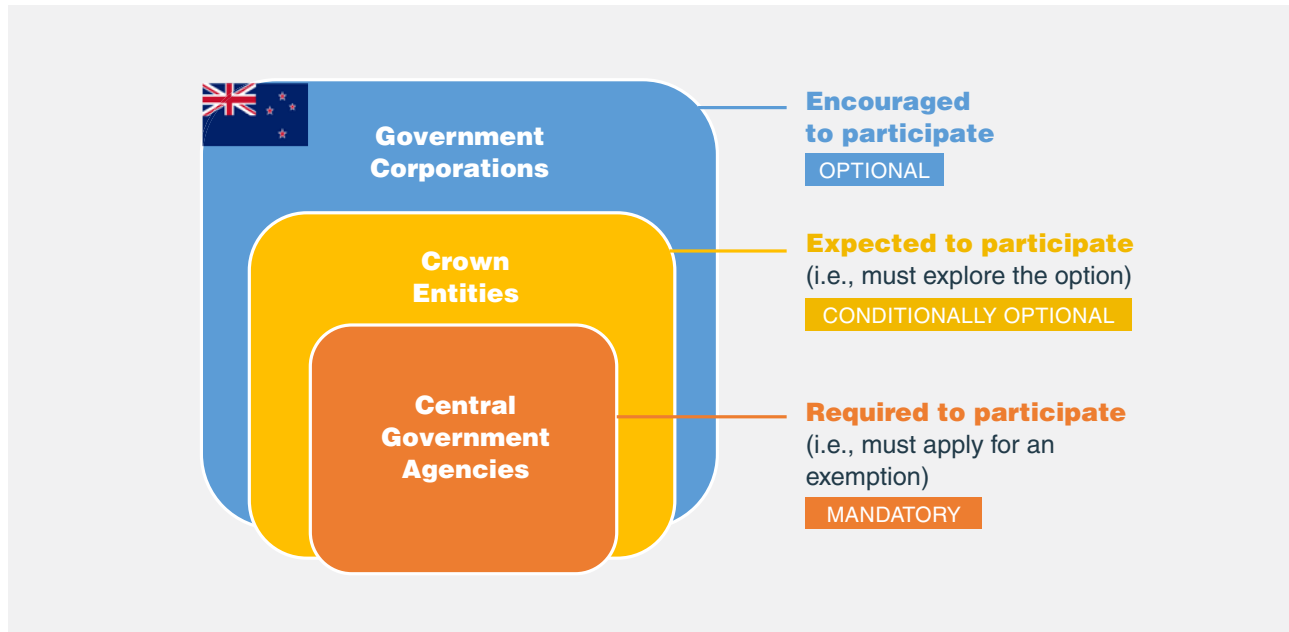 Government
Corporations
Encouraged
to participate
OPTIONAL
Crown
Entities
Expected to participate
(i.e., must explore the option)
CONDITIONALLY OPTIONAL
Central
Government
Agencies
Required to participate
(i.e., must apply for an
exemption)
MANDATORY